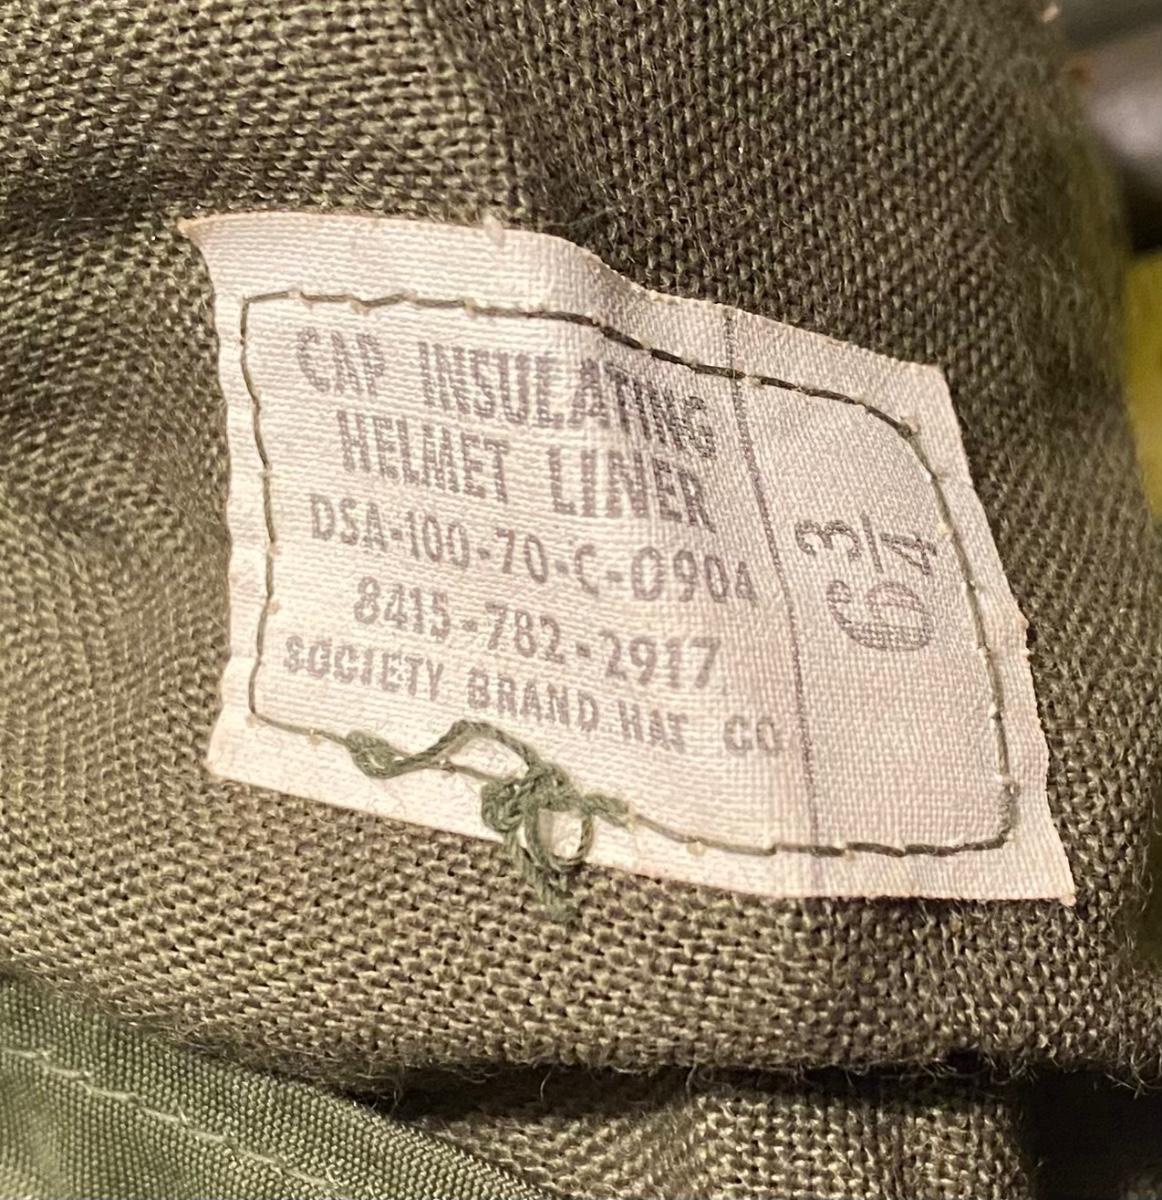 CAP INSULATING
HELMET LINER
DSA-100-70-C-0904
8415-782-2917
SOCIETY BRAND HAT CO
6 3/4